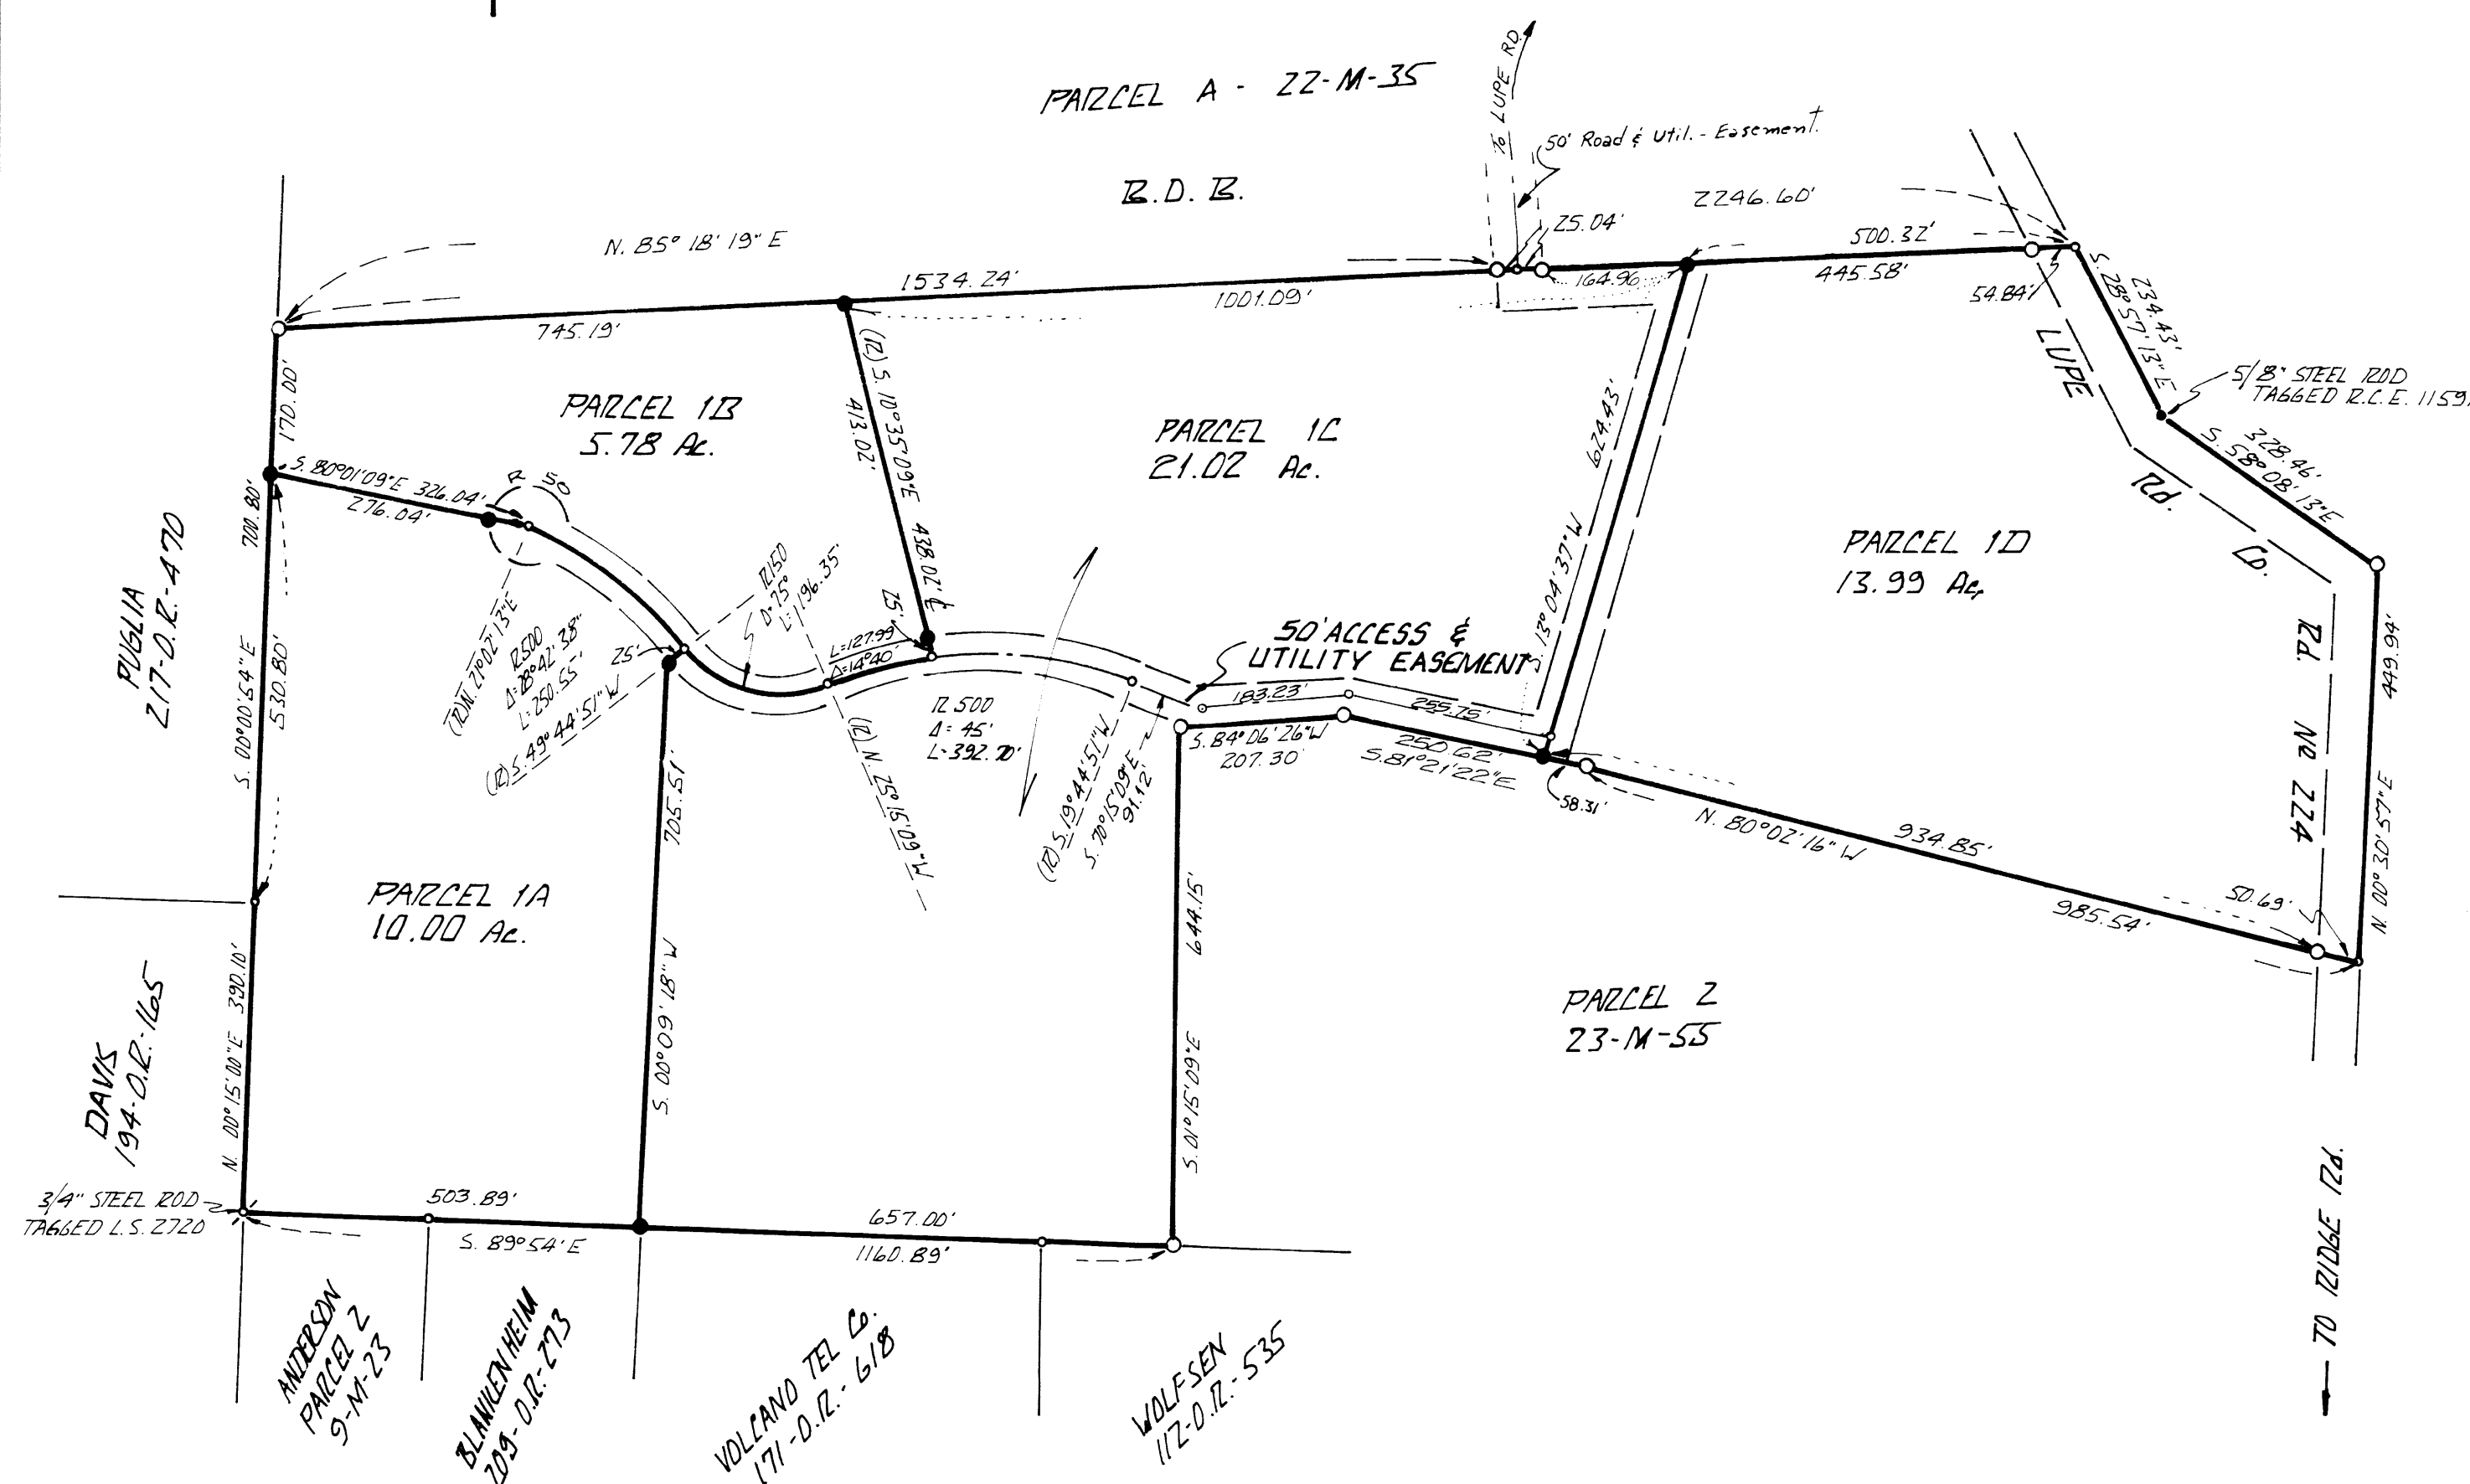 PARCEL A - 22-M-35
B.D.B.
TO LUPE RD.
50' Road & Util. - Easement.
2246.60'
25.04'
N. 85° 18' 19" E
1534.24'
500.32'
745.19'
1001.09'
164.96
445.58'
54.84'
S. 28° 57' 13" E
234.43'
LUPE
Rd.
Co.
Rd. No 224
5/8" STEEL ROD
TAGGED R.C.E. 1159
328.46'
S. 58° 08' 13" E
449.94'
N. 00° 30' 57" E
170.00'
PARCEL 1B
5.78 Ac.
(R) S. 10° 35' 09" E 438.02' ℄
413.02'
25'
PARCEL 1C
21.02 Ac.
624.43'
S. 13° 04' 37" W
PARCEL 1D
13.99 Ac.
S. 80° 01' 09" E 326.04'
276.04'
R 50
PUGLIA
217-O.R.-470
700.80'
S. 00° 00' 54" E
530.80'
(R) N. 21° 02' 13" E
R 500
Δ= 28° 42' 38"
L= 250.55'
25'
(R) S. 49° 44' 51" W
R150
Δ= 75°
L= 196.35'
L=127.99
Δ=14°40'
R 500
Δ= 45'
L= 392.70'
(R) N. 25° 15' 09" W
(R) S. 19° 44' 51" W
S. 70° 15' 09" E
91.12'
50' ACCESS &
UTILITY EASEMENT
183.23'
255.75'
S. 84° 06' 26" W
207.30
250.62'
S. 81° 21' 22" E
58.31'
N. 80° 02' 16" W
934.85'
985.54'
50.69'
PARCEL 1A
10.00 Ac.
705.51'
S. 00° 09' 18" W
644.15'
S. 01° 15' 09" E
PARCEL 2
23-M-55
DAVIS
194-O.R.-165
N. 00° 15' 00" E 390.10'
3/4" STEEL ROD
TAGGED L.S. 2720
503.89'
S. 89° 54' E
657.00'
1160.89'
ANDERSON
PARCEL 2
9-M-23
BLANKENHEIM
209-O.R.-273
VOLCANO TEL Co.
171-O.R.-618
WOLFSEN
112-O.R.-535
TO RIDGE Rd.